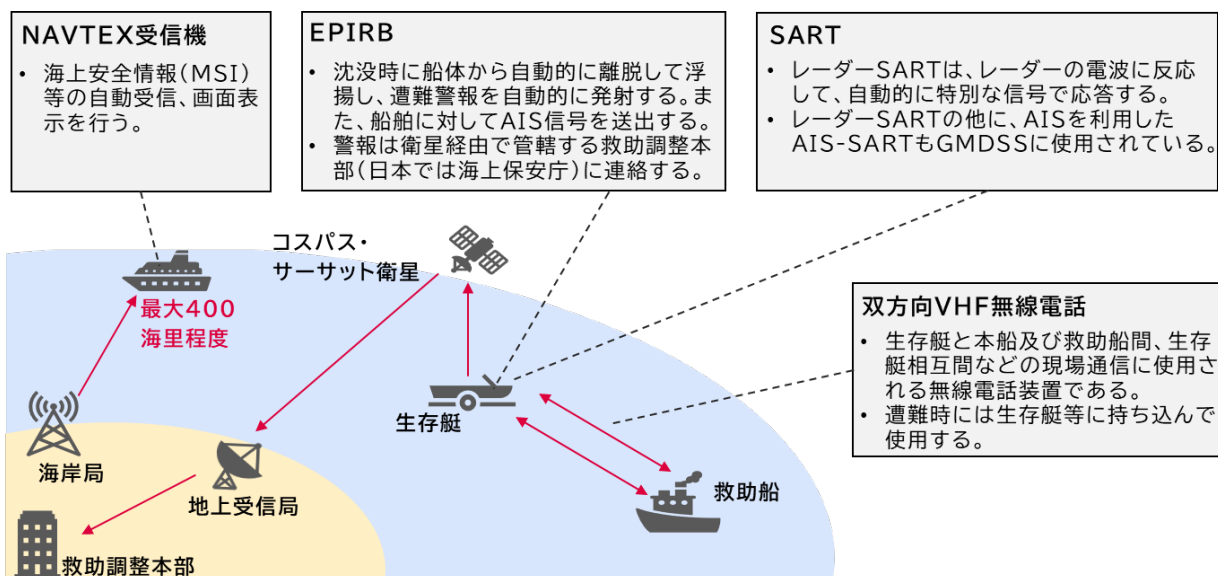 NAVTEX受信機
• 海上安全情報(MSI)
等の自動受信、画面表
示を行う。
EPIRB
• 沈没時に船体から自動的に離脱して浮
揚し、遭難警報を自動的に発射する。ま
た、船舶に対してAIS信号を送出する。
• 警報は衛星経由で管轄する救助調整本
部(日本では海上保安庁)に連絡する。
SART
• レーダーSARTは、レーダーの電波に反応
して、自動的に特別な信号で応答する。
• レーダーSARTの他に、AISを利用した
AIS-SARTもGMDSSに使用されている。
コスパス・
サーサット衛星
最大400
海里程度
双方向VHF無線電話
• 生存艇と本船及び救助船間、生存
艇相互間などの現場通信に使用さ
れる無線電話装置である。
• 遭難時には生存艇等に持ち込んで
使用する。
生存艇
海岸局
地上受信局
救助船
救助調整本部